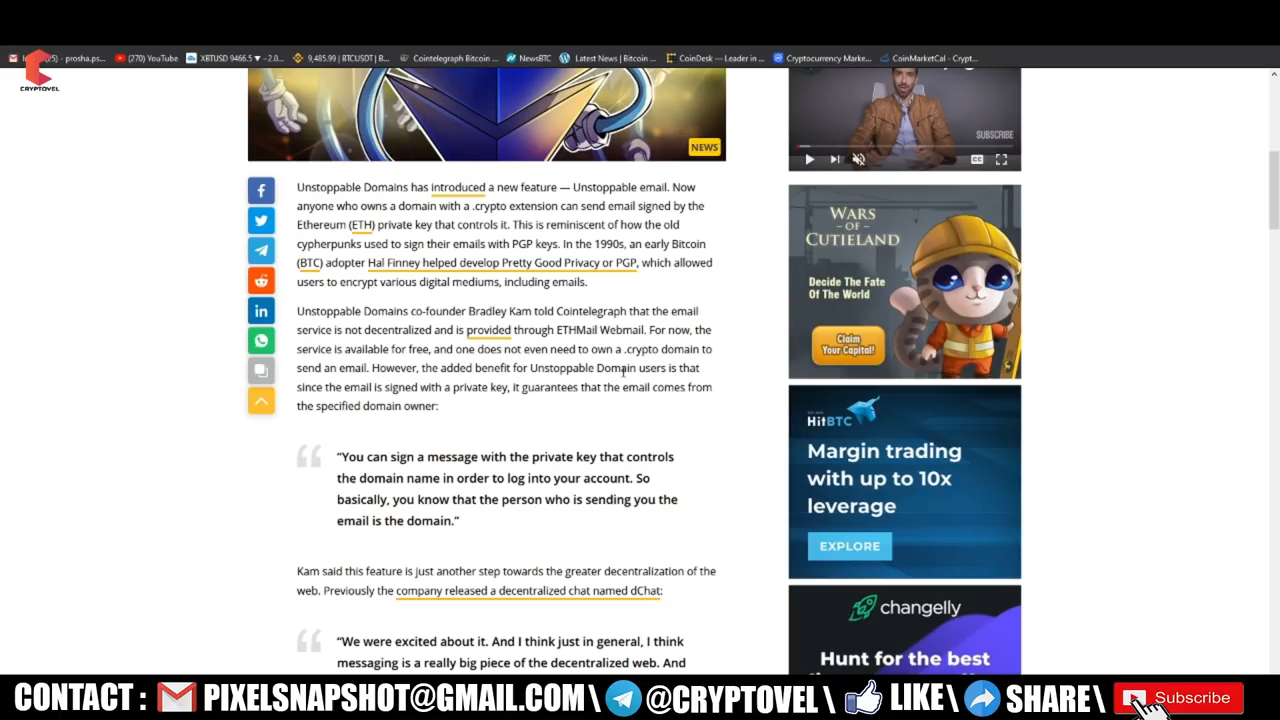 (270) YouTube
XBTUSD 9466.5 ▼ −2.0...
9,485.99 | BTCUSDT | B...
Cointelegraph Bitcoin ...
NewsBTC
Latest News | Bitcoin ...
CoinDesk — Leader in ...
Cryptocurrency Marke...
CoinMarketCal - Crypt...
CRYPTOVEL
NEWS
SUBSCRIBE
CC
Unstoppable Domains has introduced a new feature — Unstoppable email. Now
anyone who owns a domain with a .crypto extension can send email signed by the
Ethereum (ETH) private key that controls it. This is reminiscent of how the old
cypherpunks used to sign their emails with PGP keys. In the 1990s, an early Bitcoin
(BTC) adopter Hal Finney helped develop Pretty Good Privacy or PGP, which allowed
users to encrypt various digital mediums, including emails.
Unstoppable Domains co-founder Bradley Kam told Cointelegraph that the email
service is not decentralized and is provided through ETHMail Webmail. For now, the
service is available for free, and one does not even need to own a .crypto domain to
send an email. However, the added benefit for Unstoppable Domain users is that
since the email is signed with a private key, it guarantees that the email comes from
the specified domain owner:
“You can sign a message with the private key that controls
the domain name in order to log into your account. So
basically, you know that the person who is sending you the
email is the domain.”
Kam said this feature is just another step towards the greater decentralization of the
web. Previously the company released a decentralized chat named dChat:
“We were excited about it. And I think just in general, I think
messaging is a really big piece of the decentralized web. And
WARS
OF
CUTIELAND
Decide The Fate
Of The World
Claim
Your Capital!
HitBTC
Margin trading
with up to 10x
leverage
EXPLORE
changelly
Hunt for the best
CONTACT : PIXELSNAPSHOT@GMAIL.COM \ @CRYPTOVEL \ LIKE\ SHARE\ Subscribe